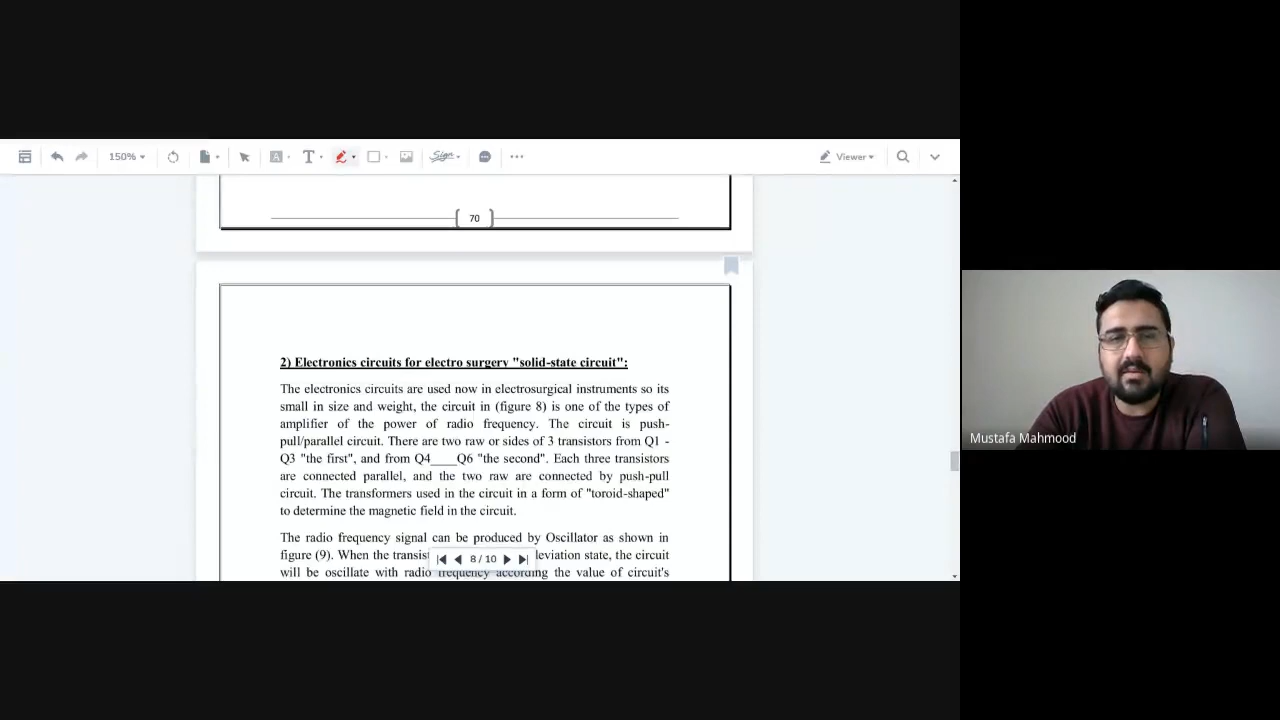 150%
T
Sign
Viewer
70
2) Electronics circuits for electro surgery "solid-state circuit":
The electronics circuits are used now in electrosurgical instruments so its
small in size and weight, the circuit in (figure 8) is one of the types of
amplifier of the power of radio frequency. The circuit is push-
pull/parallel circuit. There are two raw or sides of 3 transistors from Q1 -
Q3 "the first", and from Q4____Q6 "the second". Each three transistors
are connected parallel, and the two raw are connected by push-pull
circuit. The transformers used in the circuit in a form of "toroid-shaped"
to determine the magnetic field in the circuit.
The radio frequency signal can be produced by Oscillator as shown in
figure (9). When the state, the circuit
will be oscillate with radio frequency according the value of circuit's
8 / 10
Mustafa Mahmood